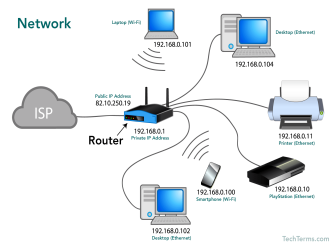 Network
Laptop (Wi-Fi)
192.168.0.101
Desktop (Ethernet)
192.168.0.104
Public IP Address
82.10.250.19
ISP
Router
192.168.0.1
Private IP Address
192.168.0.11
Printer (Ethernet)
192.168.0.100
Smartphone (Wi-Fi)
192.168.0.10
PlayStation (Ethernet)
192.168.0.102
Desktop (Ethernet)
TechTerms.com